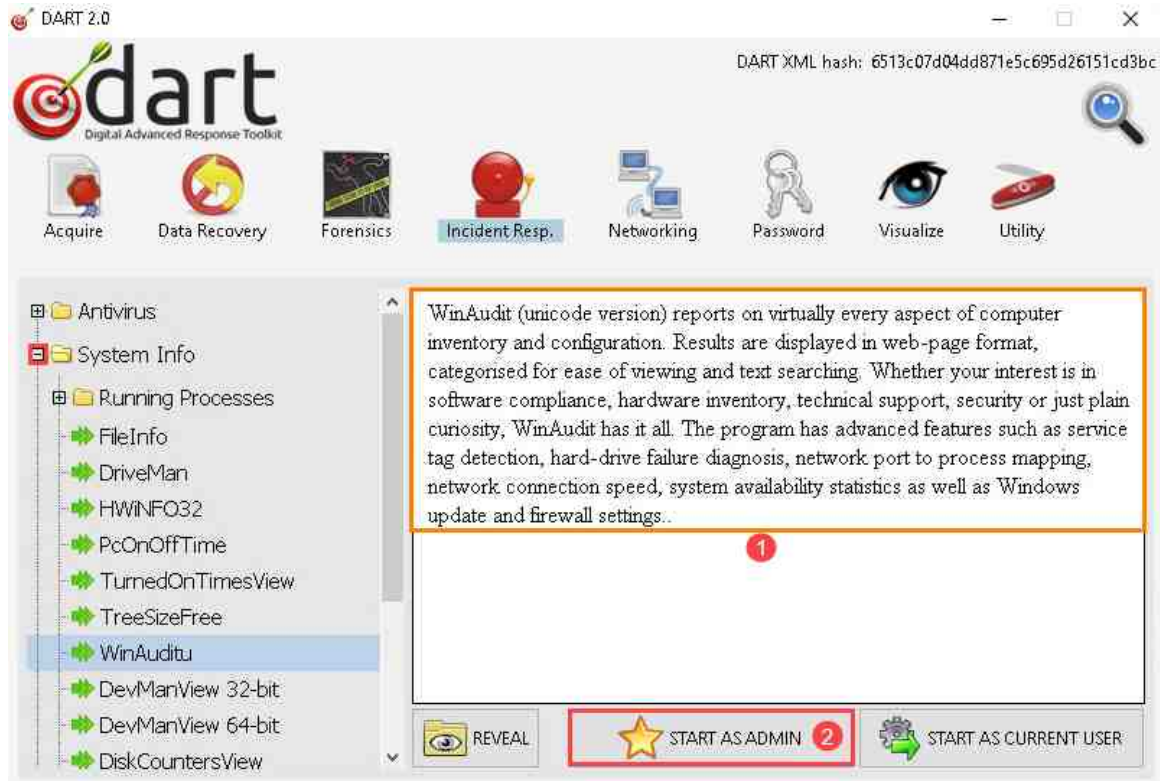 DART 2.0
DART XML hash: 6513c07d04dd871e5c695d26151cd3bc
dart
Digital Advanced Response Toolkit
Acquire Data Recovery Forensics Incident Resp. Networking Password Visualize Utility
Antivirus
System Info
Running Processes
FileInfo
DriveMan
HWiNFO32
PcOnOffTime
TurnedOnTimesView
TreeSizeFree
WinAuditu
DevManView 32-bit
DevManView 64-bit
DiskCountersView
WinAudit (unicode version) reports on virtually every aspect of computer
inventory and configuration. Results are displayed in web-page format,
categorised for ease of viewing and text searching. Whether your interest is in
software compliance, hardware inventory, technical support, security or just plain
curiosity, WinAudit has it all. The program has advanced features such as service
tag detection, hard-drive failure diagnosis, network port to process mapping,
network connection speed, system availability statistics as well as Windows
update and firewall settings..
1
REVEAL START AS ADMIN 2 START AS CURRENT USER